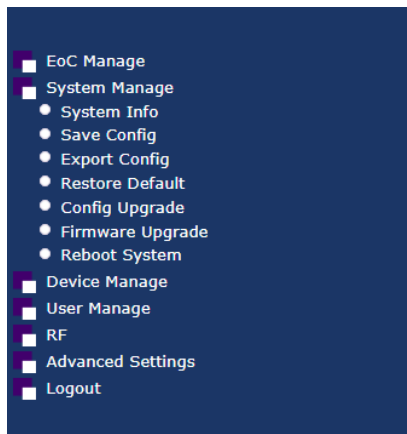 EoC Manage
System Manage
System Info
Save Config
Export Config
Restore Default
Config Upgrade
Firmware Upgrade
Reboot System
Device Manage
User Manage
RF
Advanced Settings
Logout